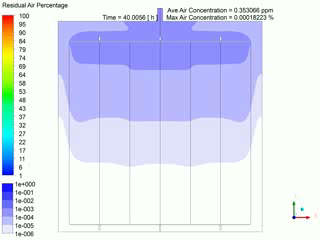 Residual Air Percentage
Ave Air Concentration = 0.353066 ppm
Time = 40.0056 [ h ]
Max Air Concentration = 0.00018223 %
100
95
90
84
79
74
69
64
58
53
48
43
37
32
27
22
17
11
6
1
1e+000
1e-001
1e-002
1e-003
1e-004
1e-005
1e-006